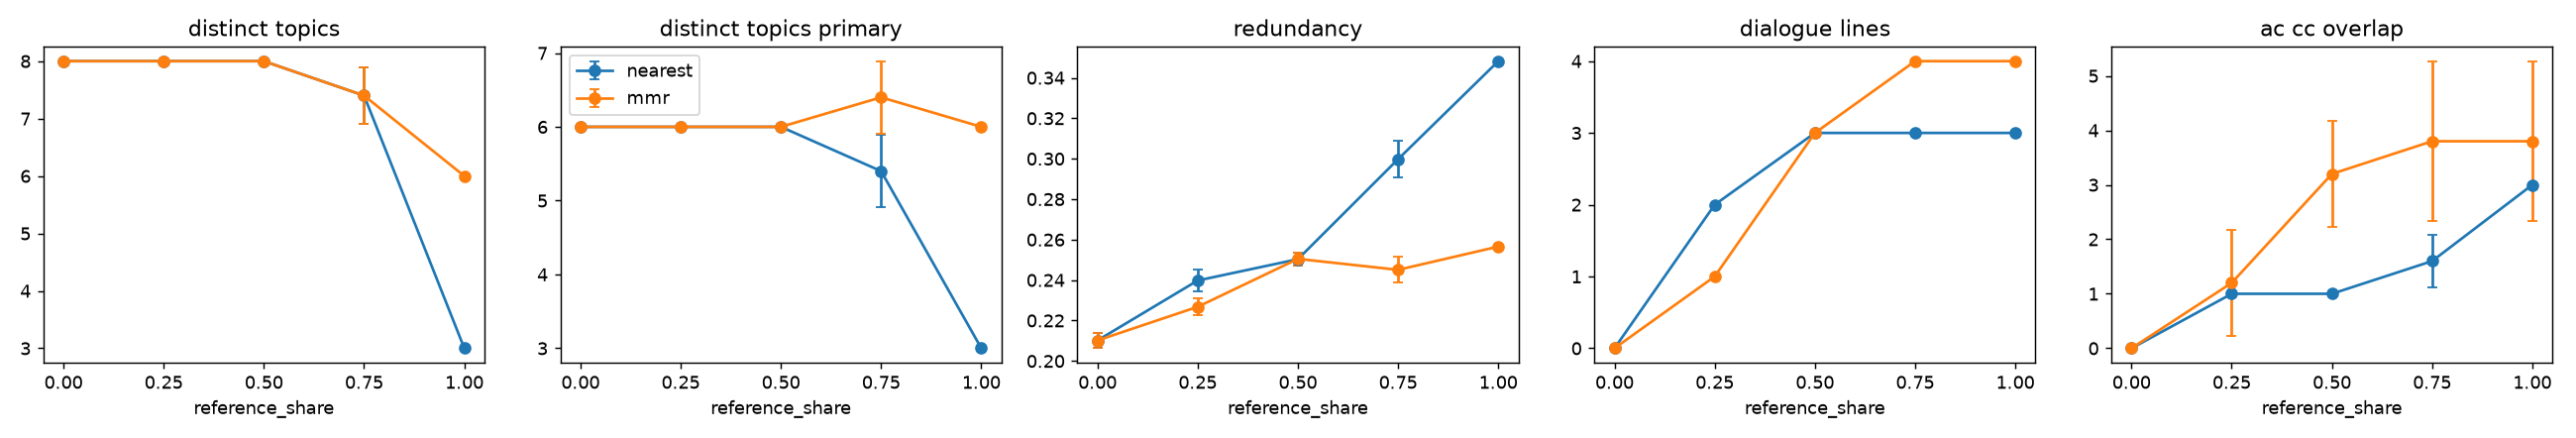 distinct topics
8
7
6
5
4
3
0.00 0.25 0.50 0.75 1.00
reference_share
distinct topics primary
nearest
mmr
7
6
5
4
3
0.00 0.25 0.50 0.75 1.00
reference_share
redundancy
0.34
0.32
0.30
0.28
0.26
0.24
0.22
0.20
0.00 0.25 0.50 0.75 1.00
reference_share
dialogue lines
4
3
2
1
0
0.00 0.25 0.50 0.75 1.00
reference_share
ac cc overlap
5
4
3
2
1
0
0.00 0.25 0.50 0.75 1.00
reference_share